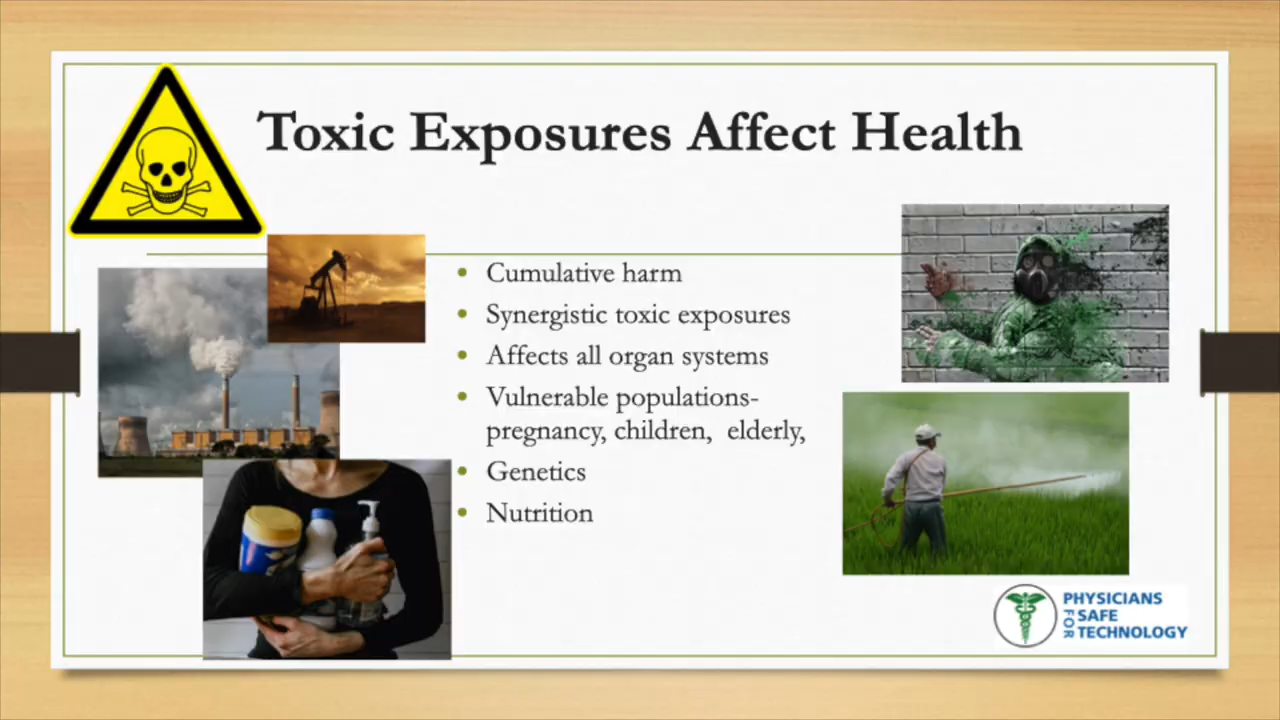 Toxic Exposures Affect Health
Cumulative harm
Synergistic toxic exposures
Affects all organ systems
Vulnerable populations-
pregnancy, children,  elderly,
Genetics
Nutrition
PHYSICIANS
FOR SAFE
TECHNOLOGY